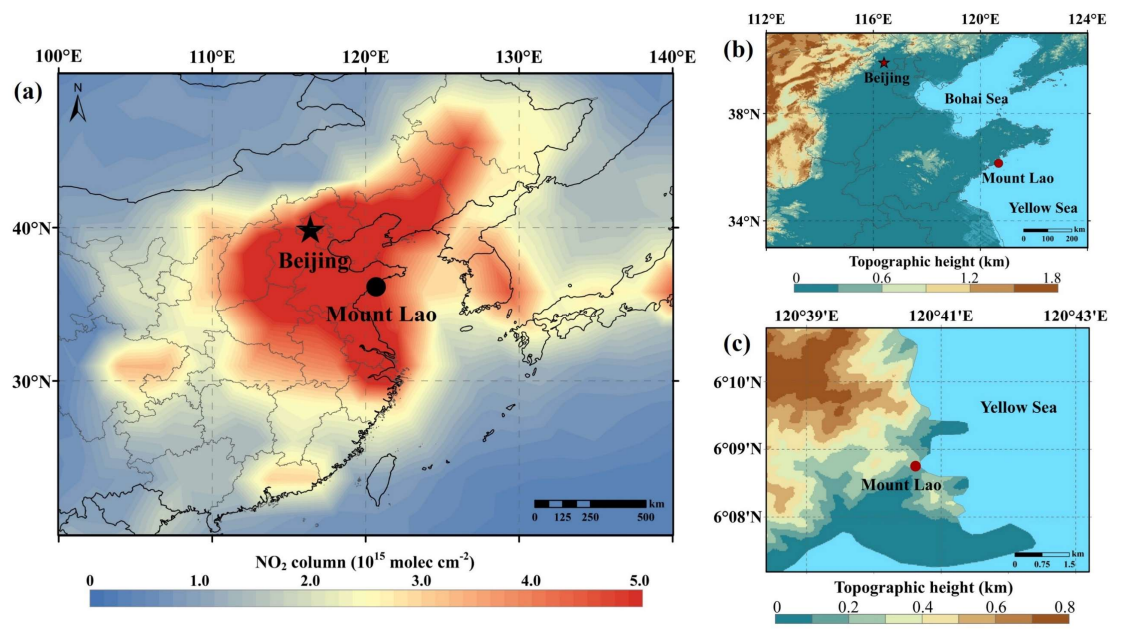 100°E 110°E 120°E 130°E 140°E
(a)
N
40°N
30°N
Beijing
Mount Lao
km
0 125 250 500
NO₂ column (10¹⁵ molec cm⁻²)
0 1.0 2.0 3.0 4.0 5.0
112°E 116°E 120°E 124°E
(b)
Beijing
Bohai Sea
38°N
Mount Lao
Yellow Sea
34°N
km
0 100 200
Topographic height (km)
0 0.6 1.2 1.8
120°39'E 120°41'E 120°43'E
(c)
6°10'N
Yellow Sea
6°09'N
Mount Lao
6°08'N
km
0 0.75 1.5
Topographic height (km)
0 0.2 0.4 0.6 0.8